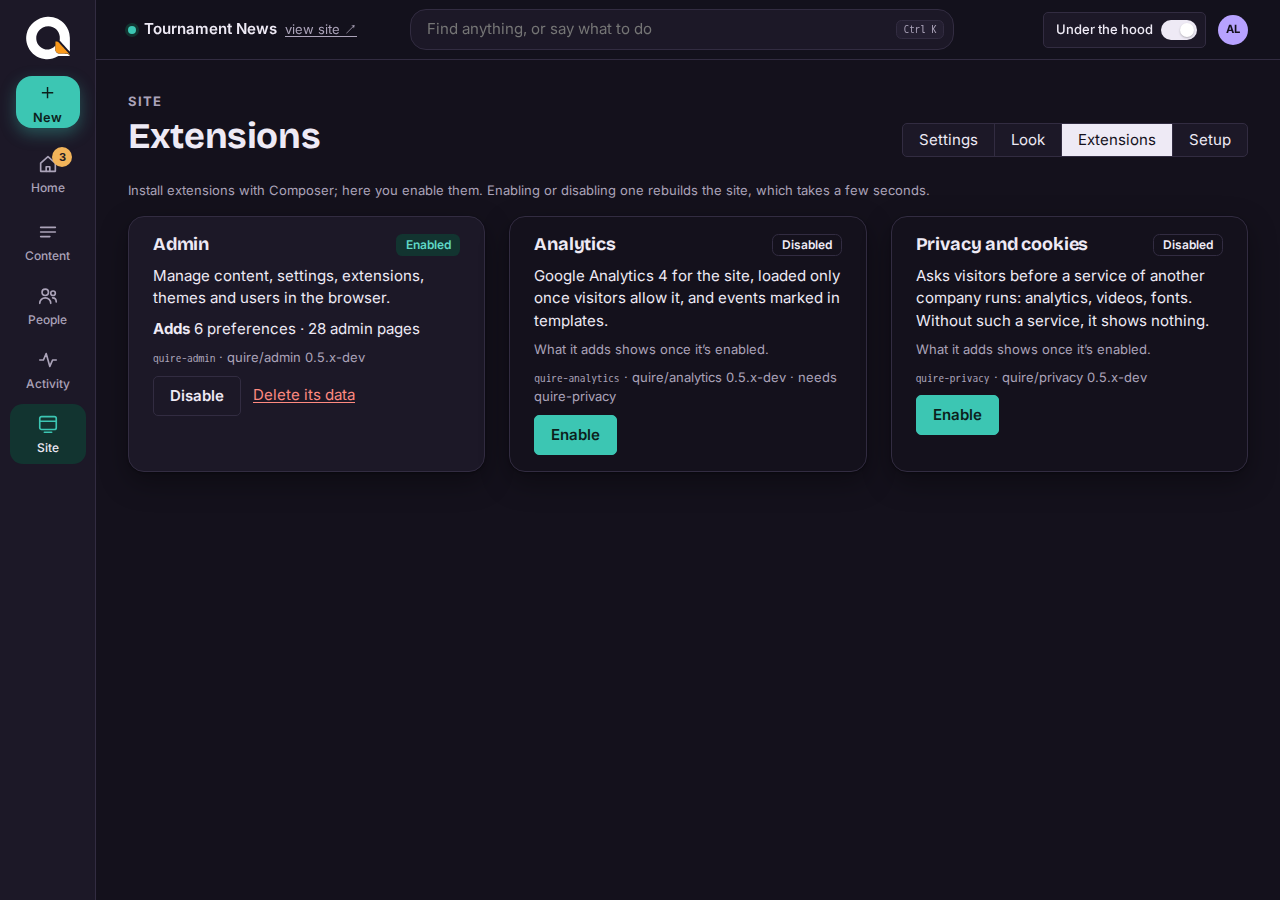 Tournament News view site ↗
Find anything, or say what to do
Ctrl K
Under the hood
AL
+
New
3
Home
Content
People
Activity
Site
SITE
Extensions
Settings
Look
Extensions
Setup
Install extensions with Composer; here you enable them. Enabling or disabling one rebuilds the site, which takes a few seconds.
Admin
Enabled
Manage content, settings, extensions,
themes and users in the browser.
Adds 6 preferences · 28 admin pages
quire-admin · quire/admin 0.5.x-dev
Disable
Delete its data
Analytics
Disabled
Google Analytics 4 for the site, loaded only
once visitors allow it, and events marked in
templates.
What it adds shows once it's enabled.
quire-analytics · quire/analytics 0.5.x-dev · needs
quire-privacy
Enable
Privacy and cookies
Disabled
Asks visitors before a service of another
company runs: analytics, videos, fonts.
Without such a service, it shows nothing.
What it adds shows once it's enabled.
quire-privacy · quire/privacy 0.5.x-dev
Enable